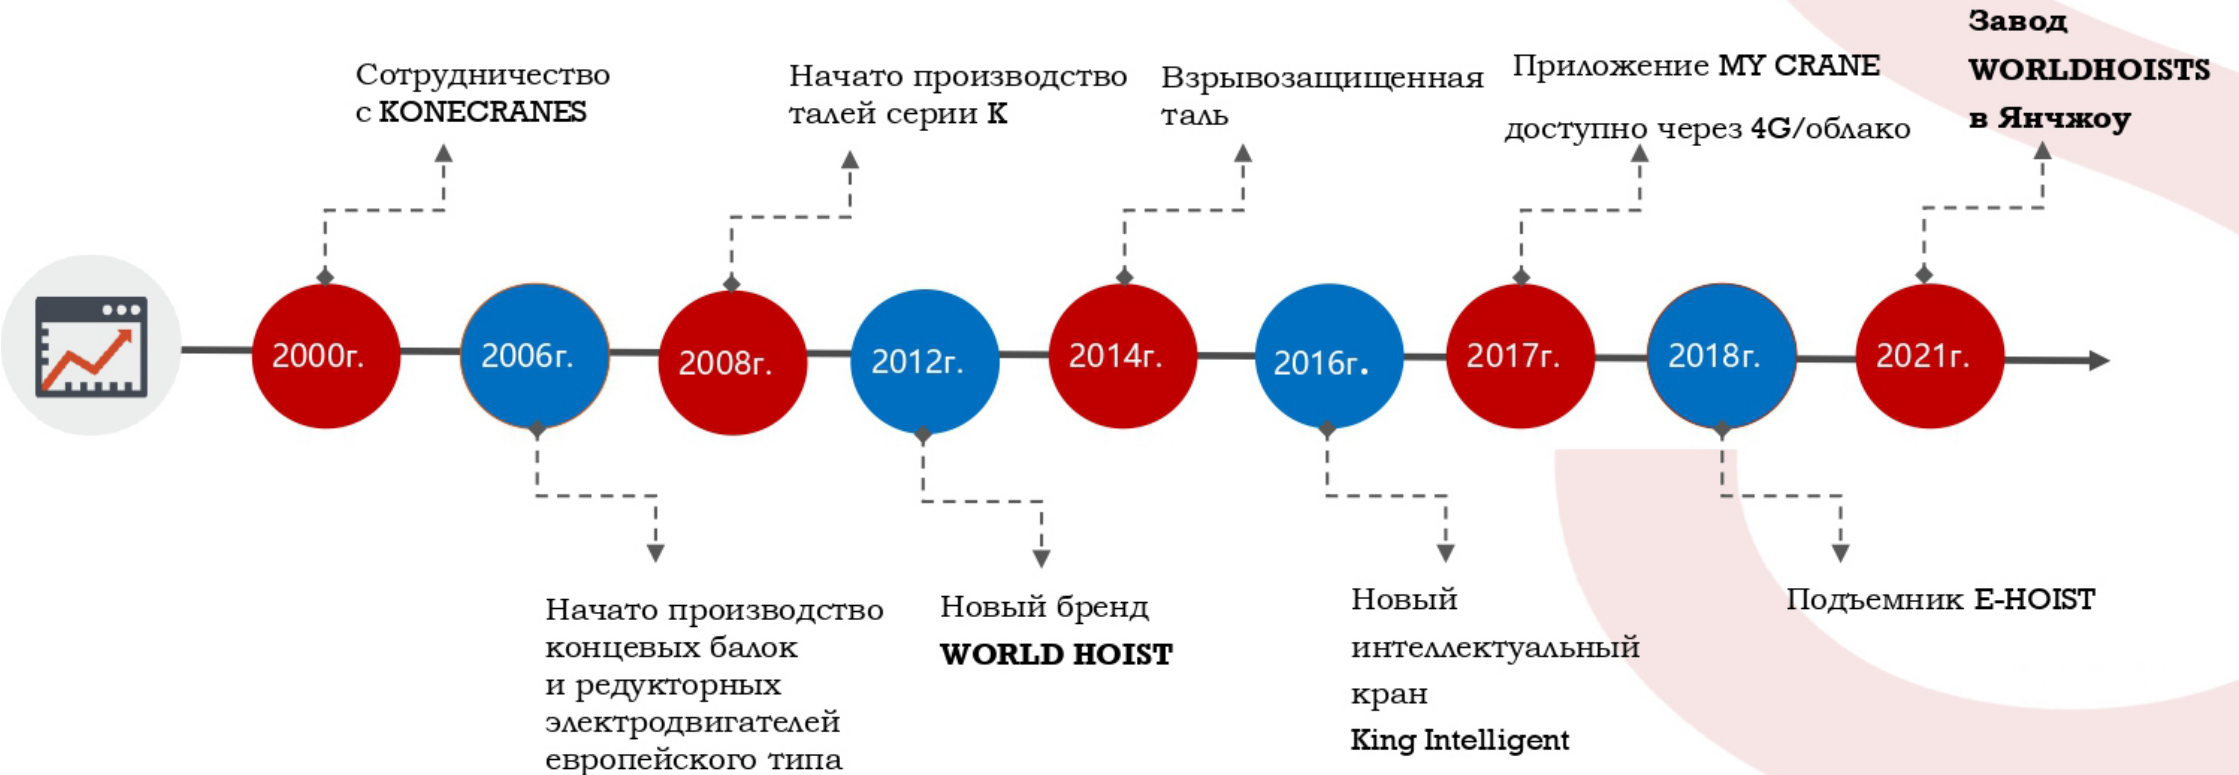 Сотрудничество
с KONECRANES
Начато производство
талей серии K
Взрывозащищенная
таль
Приложение MY CRANE
доступно через 4G/облако
Завод
WORLDHOISTS
в Янчжоу
2000г.
2006г.
2008г.
2012г.
2014г.
2016г.
2017г.
2018г.
2021г.
Начато производство
концевых балок
и редукторных
электродвигателей
европейского типа
Новый бренд
WORLD HOIST
Новый
интеллектуальный
кран
King Intelligent
Подъемник E-HOIST